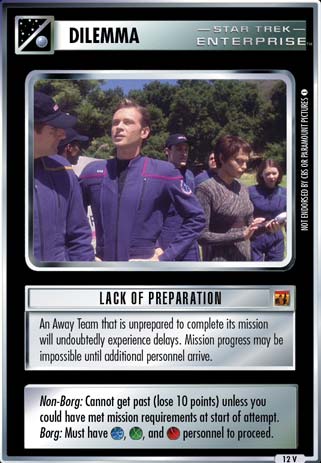 DILEMMA
STAR TREK
ENTERPRISE™
NOT ENDORSED BY CBS OR PARAMOUNT PICTURES
LACK OF PREPARATION
An Away Team that is unprepared to complete its mission
will undoubtedly experience delays. Mission progress may be
impossible until additional personnel arrive.
Non-Borg: Cannot get past (lose 10 points) unless you
could have met mission requirements at start of attempt.
Borg: Must have , , and personnel to proceed.
12 V